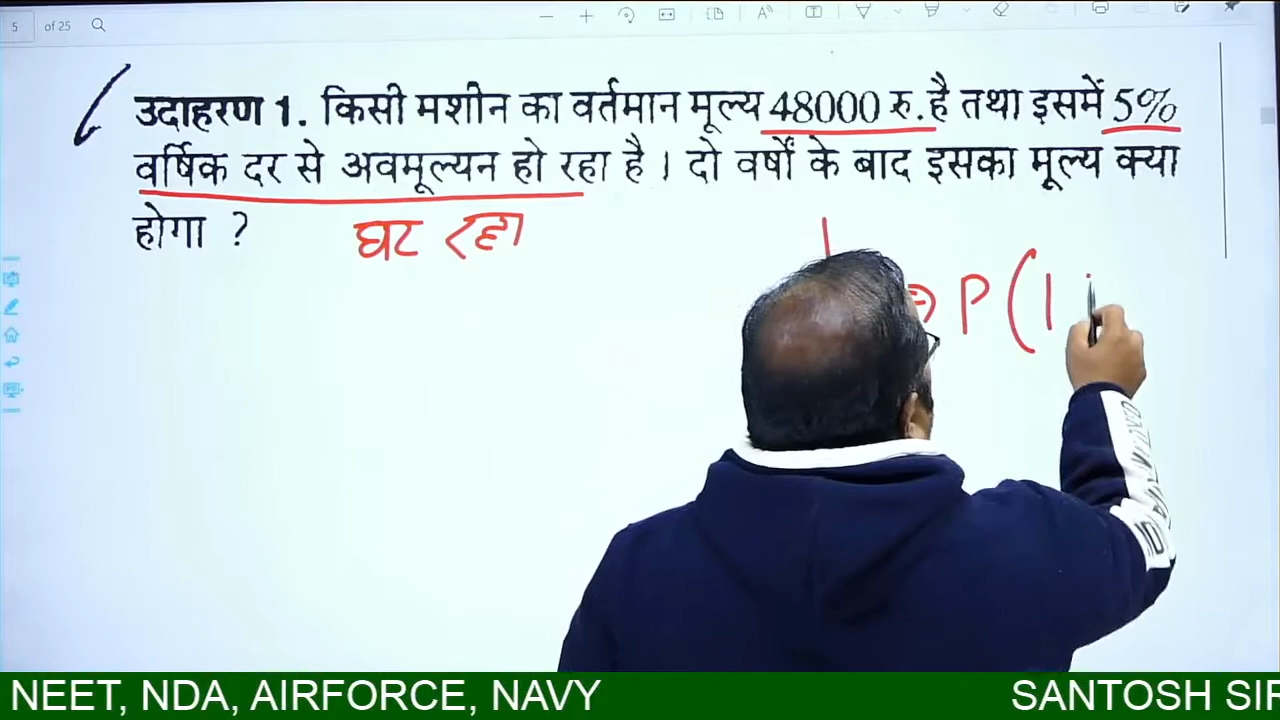 5 of 25
उदाहरण 1. किसी मशीन का वर्तमान मूल्य 48000 रु. है तथा इसमें 5%
वार्षिक दर से अवमूल्यन हो रहा है । दो वर्षों के बाद इसका मूल्य क्या
होगा ?
घट रहा
P(1
NEET, NDA, AIRFORCE, NAVY
SANTOSH SIR